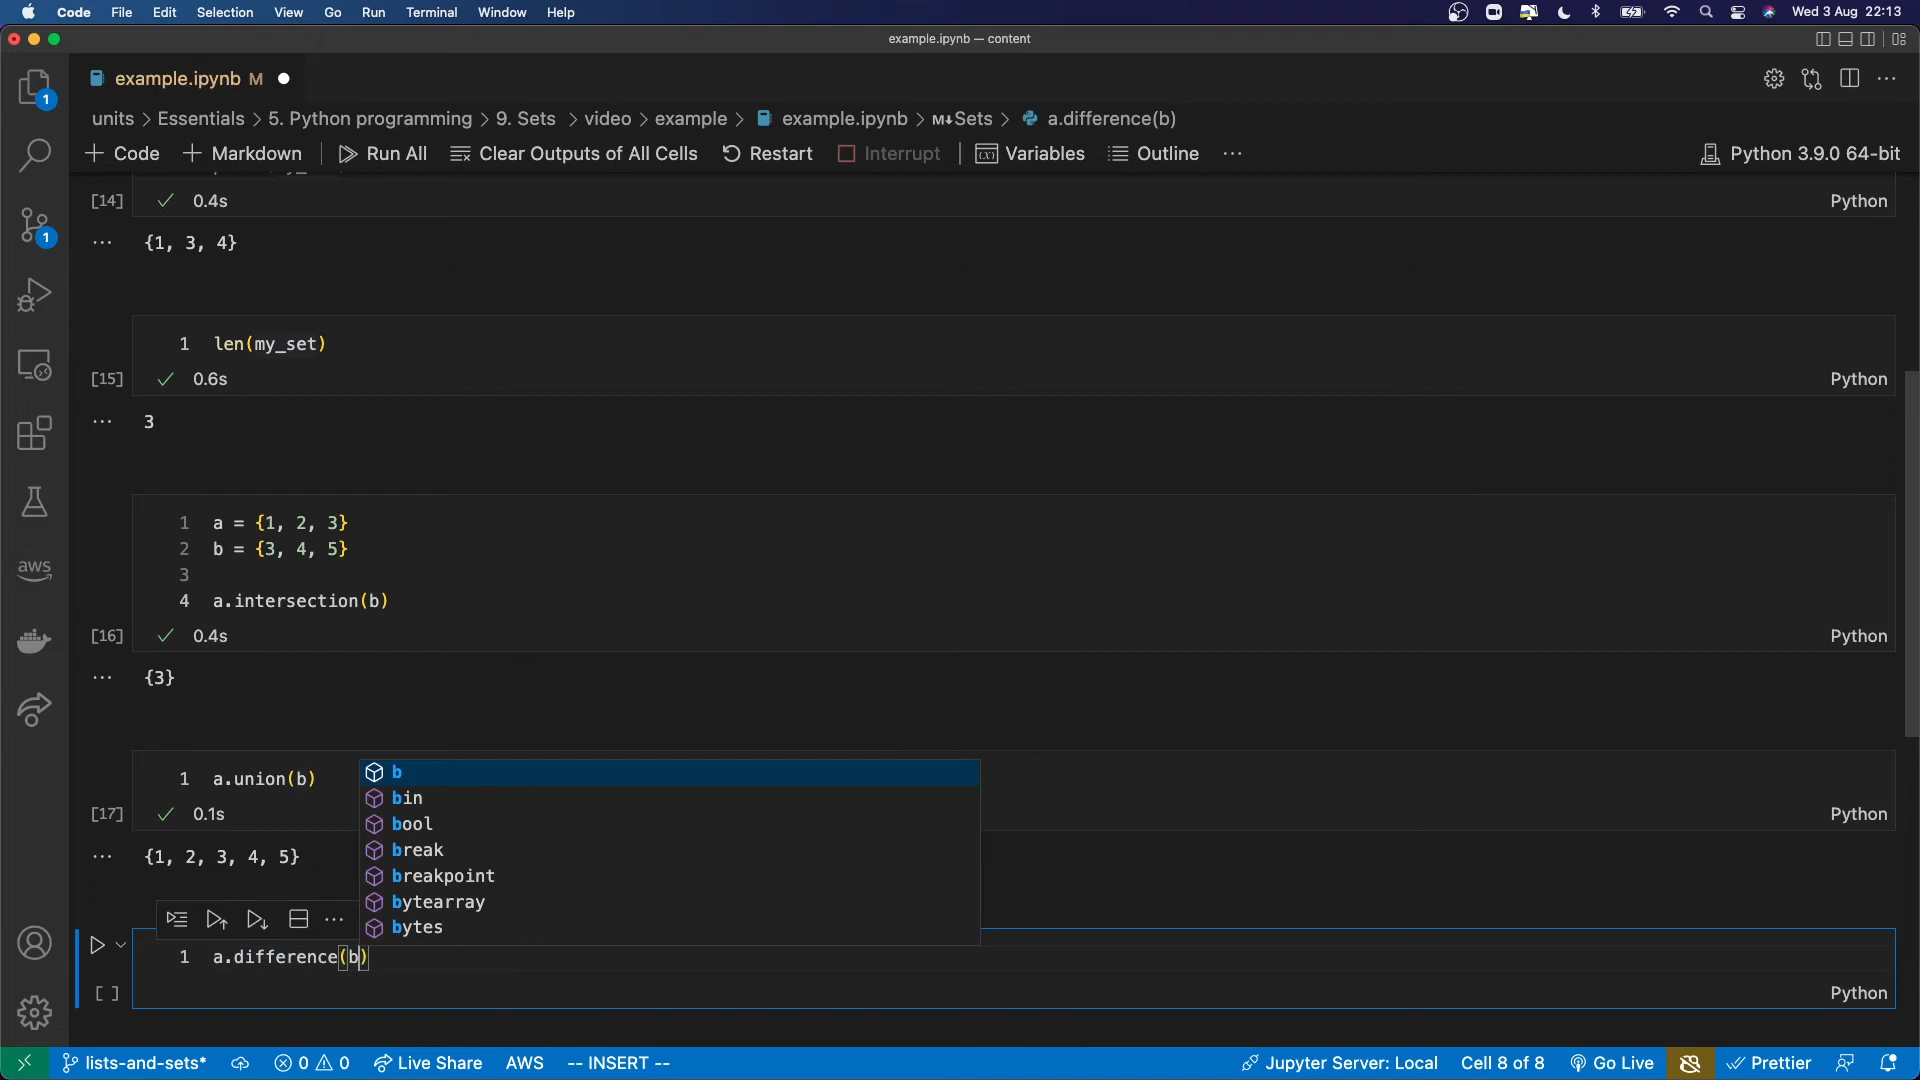 Code File Edit Selection View Go Run Terminal Window Help Wed 3 Aug 22:13
example.ipynb — content
1 example.ipynb M
units > Essentials > 5. Python programming > 9. Sets > video > example > example.ipynb > M↓Sets > a.difference(b)
+ Code + Markdown Run All Clear Outputs of All Cells Restart Interrupt (x) Variables Outline ... Python 3.9.0 64-bit
[14] 0.4s Python
... {1, 3, 4}
1
1 len(my_set)
[15] 0.6s Python
... 3
1 a = {1, 2, 3}
2 b = {3, 4, 5}
3
4 a.intersection(b)
aws
[16] 0.4s Python
... {3}
1 a.union(b)
[17] 0.1s Python
... {1, 2, 3, 4, 5}
b
bin
bool
break
breakpoint
bytearray
bytes
...
1 a.difference(b)
[ ] Python
lists-and-sets* 0 0 Live Share AWS -- INSERT -- Jupyter Server: Local Cell 8 of 8 Go Live Prettier